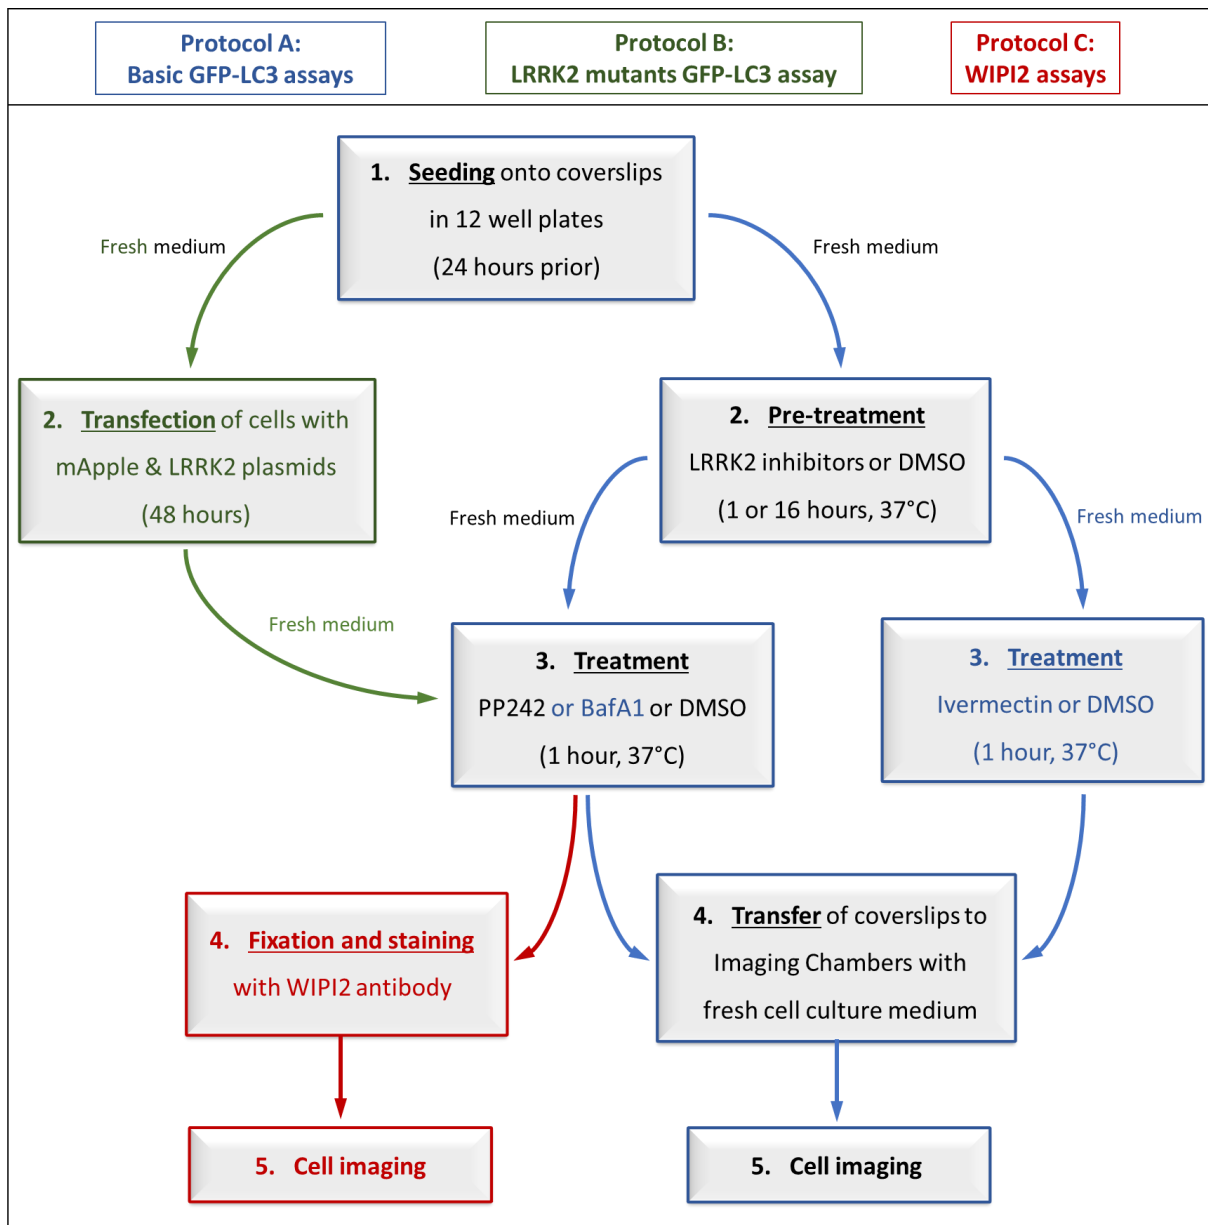 Protocol A:
Basic GFP-LC3 assays
Protocol B:
LRRK2 mutants GFP-LC3 assay
Protocol C:
WIPI2 assays
1. Seeding onto coverslips
in 12 well plates
(24 hours prior)
Fresh medium
Fresh medium
2. Transfection of cells with
mApple & LRRK2 plasmids
(48 hours)
2. Pre-treatment
LRRK2 inhibitors or DMSO
(1 or 16 hours, 37°C)
Fresh medium
Fresh medium
Fresh medium
3. Treatment
PP242 or BafA1 or DMSO
(1 hour, 37°C)
3. Treatment
Ivermectin or DMSO
(1 hour, 37°C)
4. Fixation and staining
with WIPI2 antibody
4. Transfer of coverslips to
Imaging Chambers with
fresh cell culture medium
5. Cell imaging
5. Cell imaging